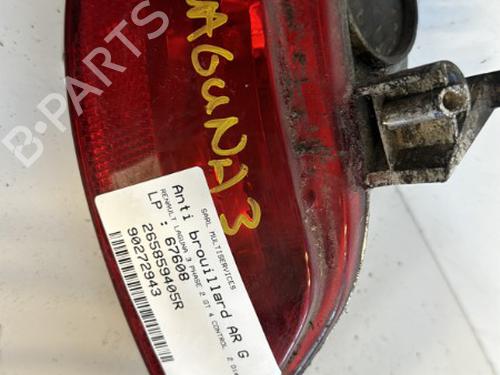 B-PARTS
LAGUNA 3
SARL MULTISERVICES
Anti brouillard AR G
RENAULT LAGUNA 3 PHASE 2 GT 4 CONTROL 2
LP : 67608
265859405R
90272943